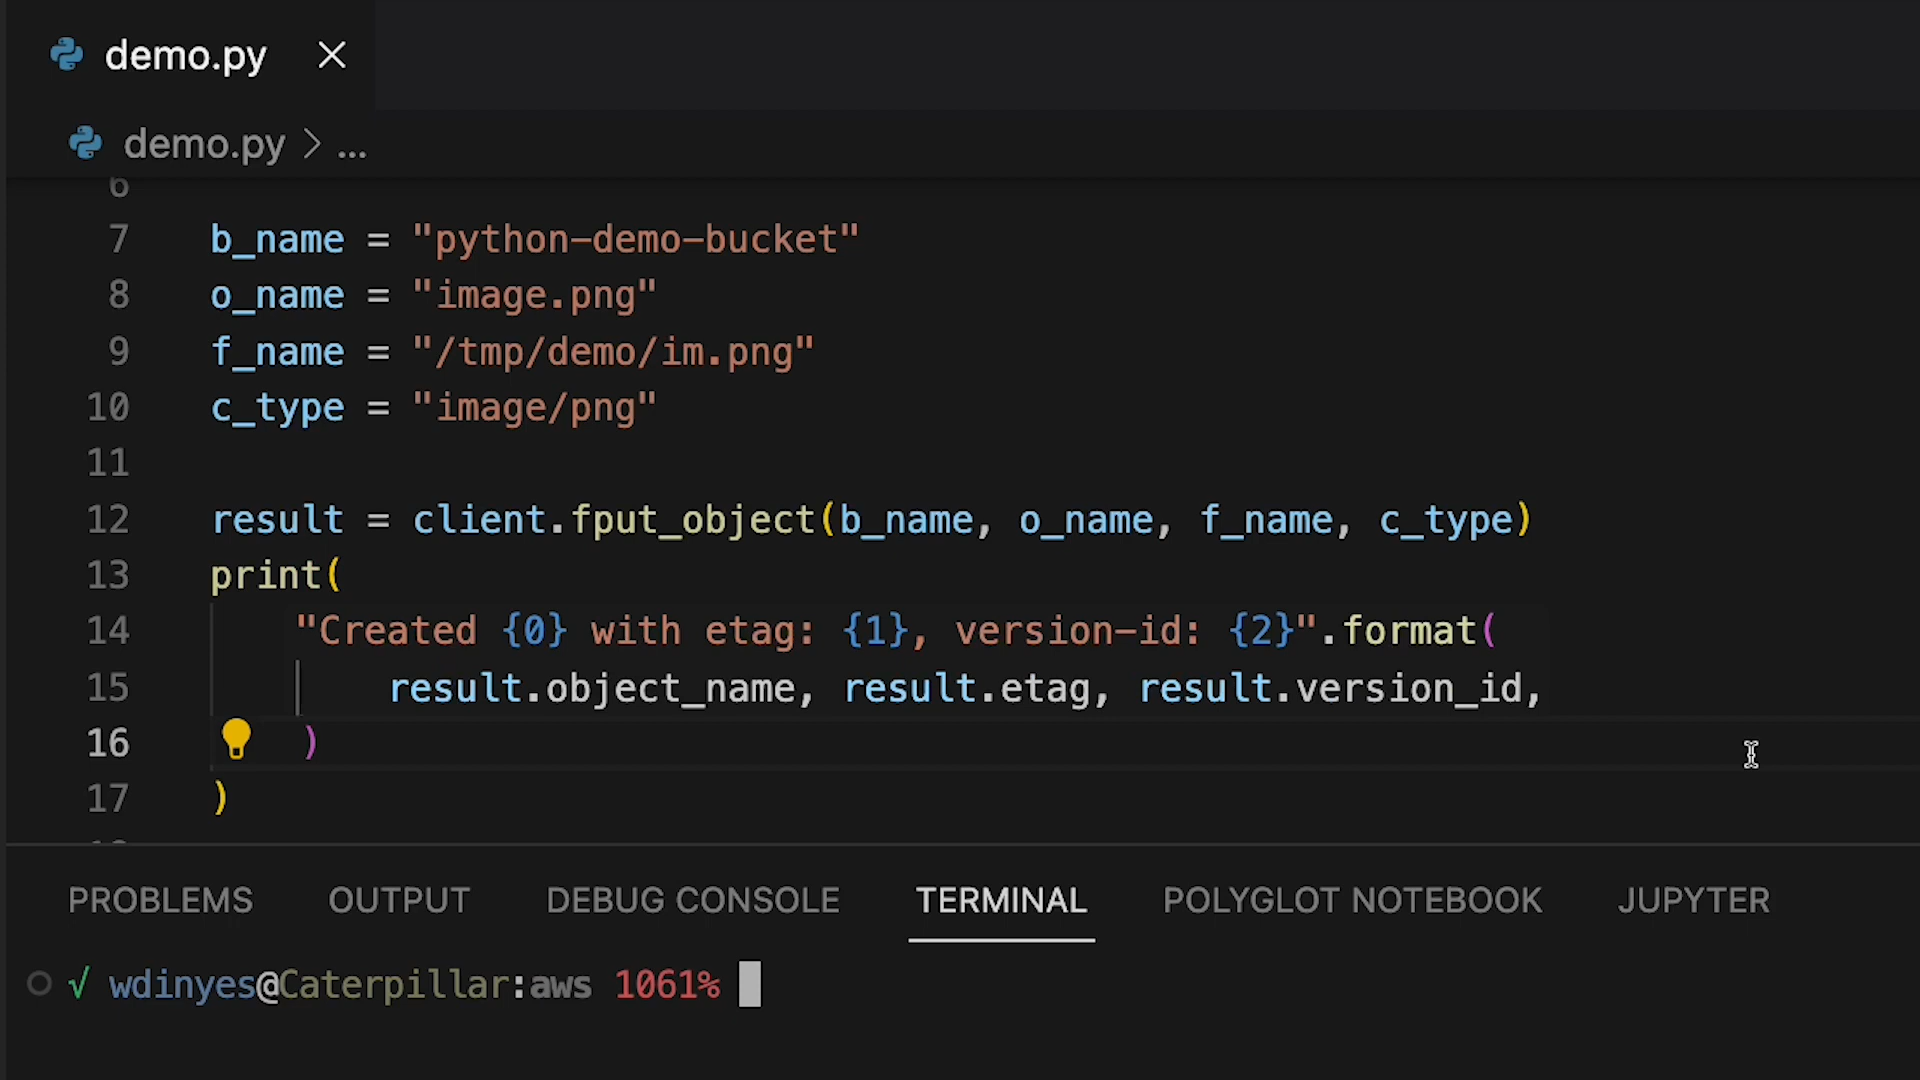 demo.py
demo.py > ...
6
7 b_name = "python-demo-bucket"
8 o_name = "image.png"
9 f_name = "/tmp/demo/im.png"
10 c_type = "image/png"
11
12 result = client.fput_object(b_name, o_name, f_name, c_type)
13 print(
14 "Created {0} with etag: {1}, version-id: {2}".format(
15 result.object_name, result.etag, result.version_id,
16 )
17 )
PROBLEMS OUTPUT DEBUG CONSOLE TERMINAL POLYGLOT NOTEBOOK JUPYTER
√ wdinyes@Caterpillar:aws 1061%